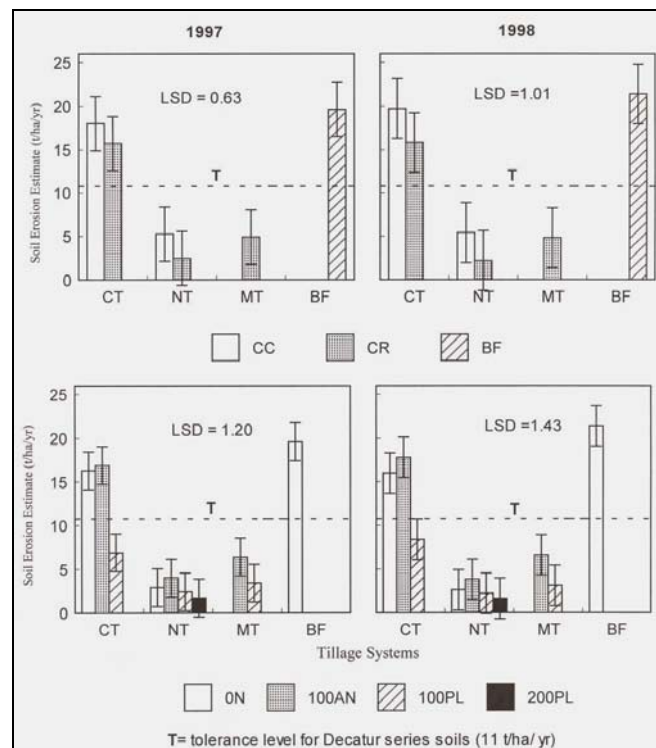 1997 1998
Soil Erosion Estimate (t/ha/yr)
25
20
15
10
5
0
LSD = 0.63
T
CT NT MT BF
LSD =1.01
T
CT NT MT BF
CC CR BF
Soil Erosion Estimate (t/ha/yr)
25
20
15
10
5
0
LSD = 1.20
T
CT NT MT BF
LSD =1.43
T
CT NT MT BF
Tillage Systems
0N 100AN 100PL 200PL
T= tolerance level for Decatur series soils (11 t/ha/ yr)